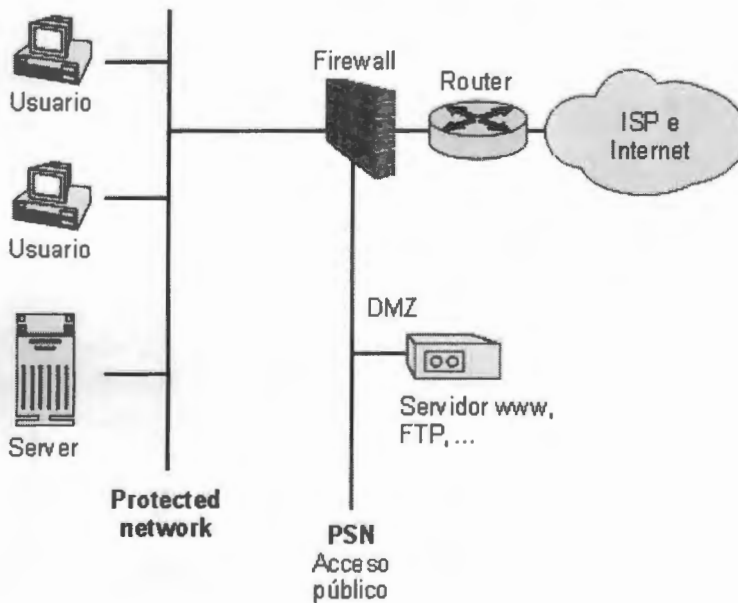 Usuario
Usuario
Server
Protected
network
Firewall
Router
ISP e
Internet
DMZ
Servidor www,
FTP, ...
PSN
Acceso
público